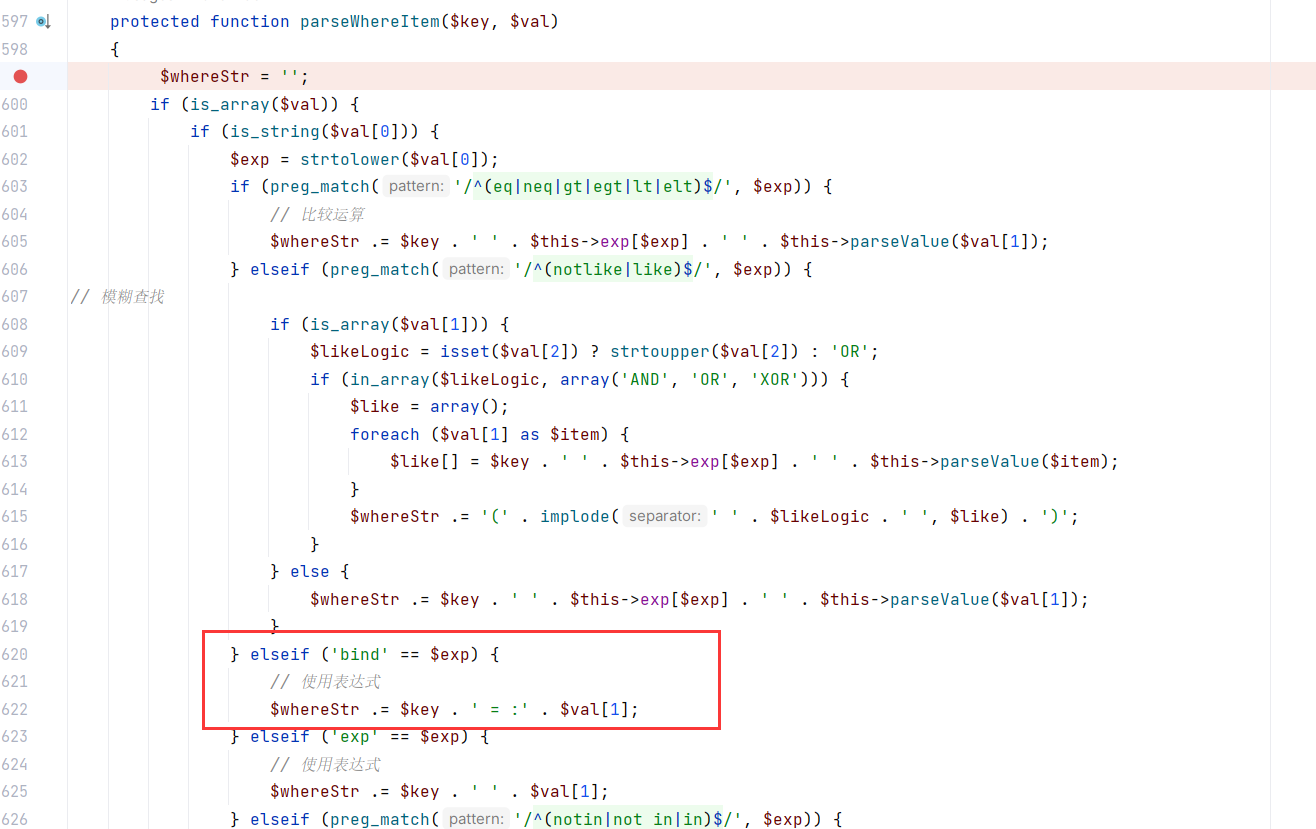 597 protected function parseWhereItem($key, $val)
598 {
$whereStr = '';
600 if (is_array($val)) {
601 if (is_string($val[0])) {
602 $exp = strtolower($val[0]);
603 if (preg_match( pattern: '/^(eq|neq|gt|egt|lt|elt)$/', $exp)) {
604 // 比较运算
605 $whereStr .= $key . ' ' . $this->exp[$exp] . ' ' . $this->parseValue($val[1]);
606 } elseif (preg_match( pattern: '/^(notlike|like)$/', $exp)) {
607 // 模糊查找
608 if (is_array($val[1])) {
609 $likeLogic = isset($val[2]) ? strtoupper($val[2]) : 'OR';
610 if (in_array($likeLogic, array('AND', 'OR', 'XOR'))) {
611 $like = array();
612 foreach ($val[1] as $item) {
613 $like[] = $key . ' ' . $this->exp[$exp] . ' ' . $this->parseValue($item);
614 }
615 $whereStr .= '(' . implode( separator: ' ' . $likeLogic . ' ', $like) . ')';
616 }
617 } else {
618 $whereStr .= $key . ' ' . $this->exp[$exp] . ' ' . $this->parseValue($val[1]);
619 }
620 } elseif ('bind' == $exp) {
621 // 使用表达式
622 $whereStr .= $key . ' = :' . $val[1];
623 } elseif ('exp' == $exp) {
624 // 使用表达式
625 $whereStr .= $key . ' ' . $val[1];
626 } elseif (preg_match( pattern: '/^(notin|not in|in)$/', $exp)) {